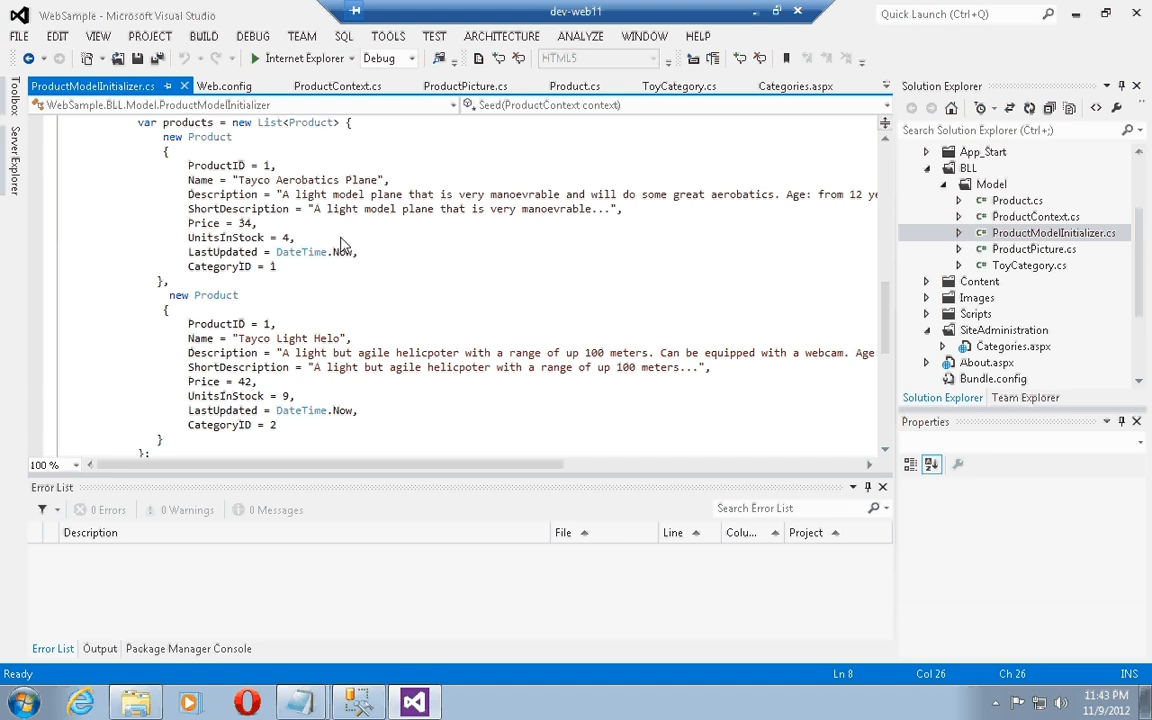 WebSample - Microsoft Visual Studio
dev-web11
Quick Launch (Ctrl+Q)
FILE EDIT VIEW PROJECT BUILD DEBUG TEAM SQL TOOLS TEST ARCHITECTURE ANALYZE WINDOW HELP
Internet Explorer Debug HTML5
ProductModelInitializer.cs Web.config ProductContext.cs ProductPicture.cs Product.cs ToyCategory.cs Categories.aspx
WebSample.BLL.Model.ProductModelInitializer Seed(ProductContext context)
Toolbox
Server Explorer
var products = new List<Product> {
new Product
{
ProductID = 1,
Name = "Tayco Aerobatics Plane",
Description = "A light model plane that is very manoevrable and will do some great aerobatics. Age: from 12 ye
ShortDescription = "A light model plane that is very manoevrable...",
Price = 34,
UnitsInStock = 4,
LastUpdated = DateTime.Now,
CategoryID = 1
},
new Product
{
ProductID = 1,
Name = "Tayco Light Helo",
Description = "A light but agile helicpoter with a range of up 100 meters. Can be equipped with a webcam. Age
ShortDescription = "A light but agile helicpoter with a range of up 100 meters...",
Price = 42,
UnitsInStock = 9,
LastUpdated = DateTime.Now,
CategoryID = 2
}
};
100 %
Solution Explorer
Search Solution Explorer (Ctrl+;)
App_Start
BLL
Model
Product.cs
ProductContext.cs
ProductModelInitializer.cs
ProductPicture.cs
ToyCategory.cs
Content
Images
Scripts
SiteAdministration
Categories.aspx
About.aspx
Bundle.config
Solution Explorer Team Explorer
Properties
Error List
0 Errors 0 Warnings 0 Messages Search Error List
Description File Line Colu... Project
Error List Output Package Manager Console
Ready Ln 8 Col 26 Ch 26 INS
11:43 PM
11/9/2012